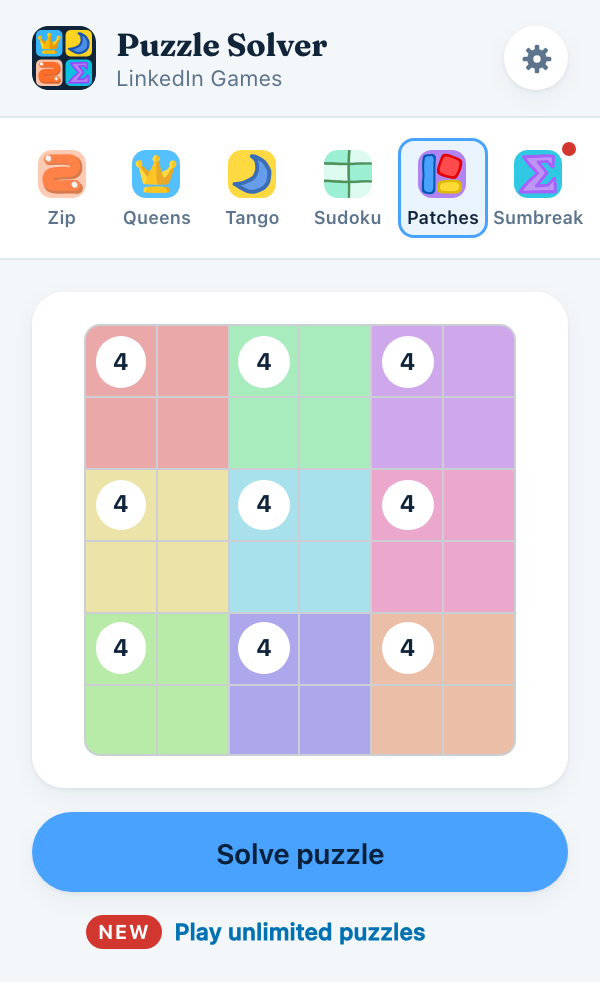 Puzzle Solver
LinkedIn Games
Zip
Queens
Tango
Sudoku
Patches
Sumbreak
4 4 4
4 4 4
4 4 4
Solve puzzle
NEW Play unlimited puzzles